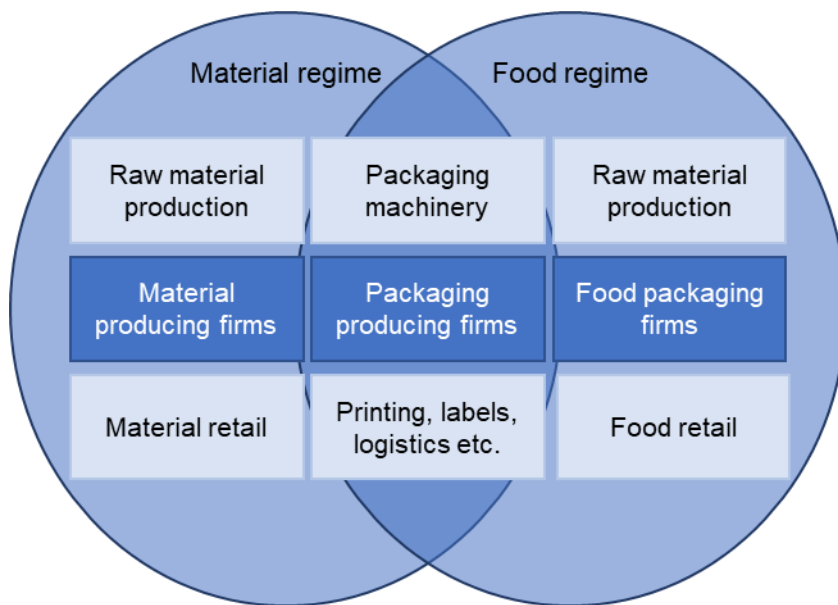 Material regime
Food regime
Raw material
production
Packaging
machinery
Raw material
production
Material
producing firms
Packaging
producing firms
Food packaging
firms
Material retail
Printing, labels,
logistics etc.
Food retail